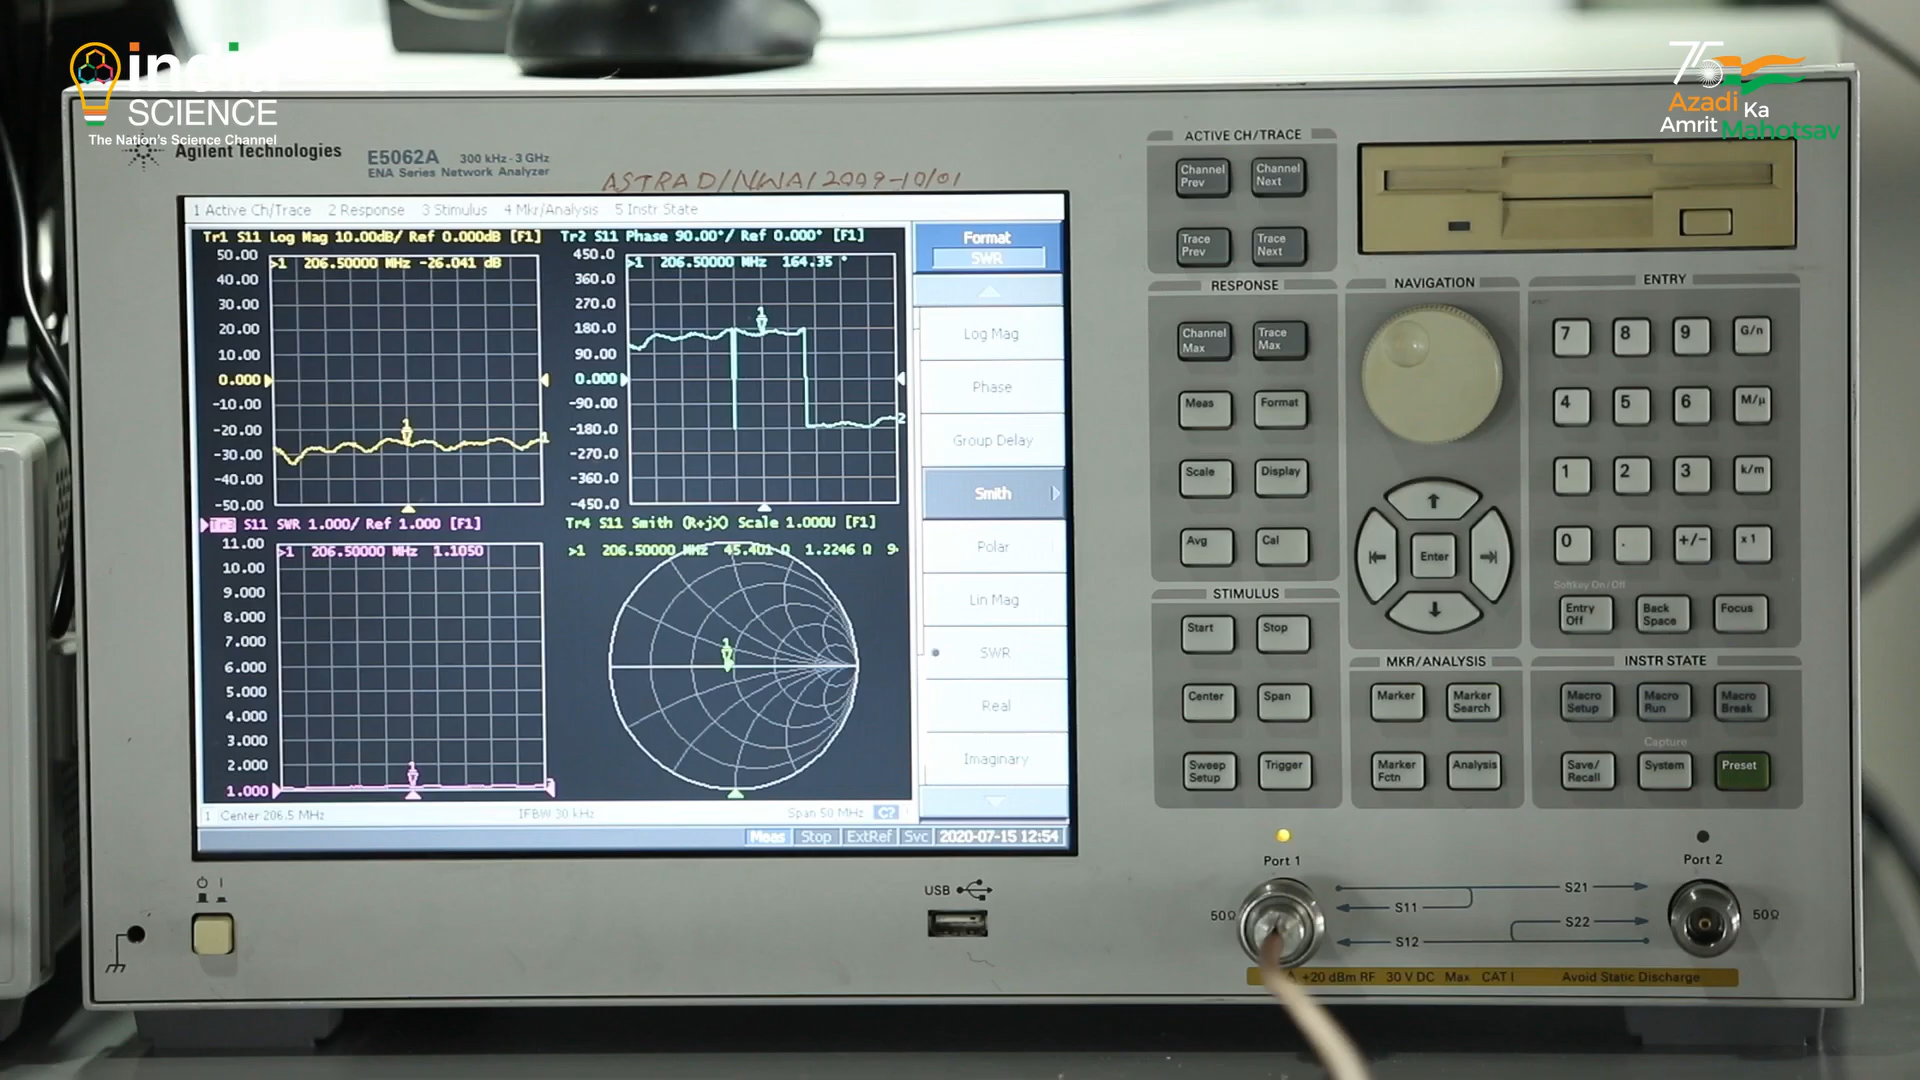 india
SCIENCE
The Nation's Science Channel
75
Azadi Ka
Amrit Mahotsav
Agilent Technologies
E5062A 300 kHz - 3 GHz
ENA Series Network Analyzer
ASTRAD/NWA/2009-10/01
1 Active Ch/Trace 2 Response 3 Stimulus 4 Mkr/Analysis 5 Instr State
Tr1 S11 Log Mag 10.00dB/ Ref 0.000dB [F1]
>1 206.50000 MHz -26.041 dB
50.00
40.00
30.00
20.00
10.00
0.000
-10.00
-20.00
-30.00
-40.00
-50.00
1
1
Tr2 S11 Phase 90.00°/ Ref 0.000° [F1]
>1 206.50000 MHz 164.35 °
450.0
360.0
270.0
180.0
90.00
0.000
-90.00
-180.0
-270.0
-360.0
-450.0
1
2
Tr3 S11 SWR 1.000/ Ref 1.000 [F1]
>1 206.50000 MHz 1.1050
11.00
10.00
9.000
8.000
7.000
6.000
5.000
4.000
3.000
2.000
1.000
1
Tr4 S11 Smith (R+jX) Scale 1.000U [F1]
>1 206.50000 MHz 45.401 Ω 1.2246 Ω 9
1
Format
SWR
Log Mag
Phase
Group Delay
Smith
Polar
Lin Mag
SWR
Real
Imaginary
1 Center 206.5 MHz IFBW 30 kHz Span 50 MHz C?
Meas Stop ExtRef Svc 2020-07-15 12:54
ACTIVE CH/TRACE
Channel Prev
Channel Next
Trace Prev
Trace Next
RESPONSE
Channel Max
Trace Max
Meas
Format
Scale
Display
Avg
Cal
STIMULUS
Start
Stop
Center
Span
Sweep Setup
Trigger
NAVIGATION
Enter
MKR/ANALYSIS
Marker
Marker Search
Marker Fctn
Analysis
ENTRY
7 8 9 G/n
4 5 6 M/µ
1 2 3 k/m
0 . +/- x1
Softkey On/Off
Entry Off
Back Space
Focus
INSTR STATE
Macro Setup
Macro Run
Macro Break
Capture
Save/ Recall
System
Preset
USB
Port 1
Port 2
50Ω
S21
S11
S22
S12
50Ω
+20 dBm RF 30 V DC Max CAT I Avoid Static Discharge